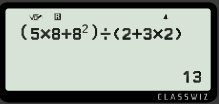 √▱ R ▲
(5×8+8²)÷(2+3×2)
13
CLASSWIZ